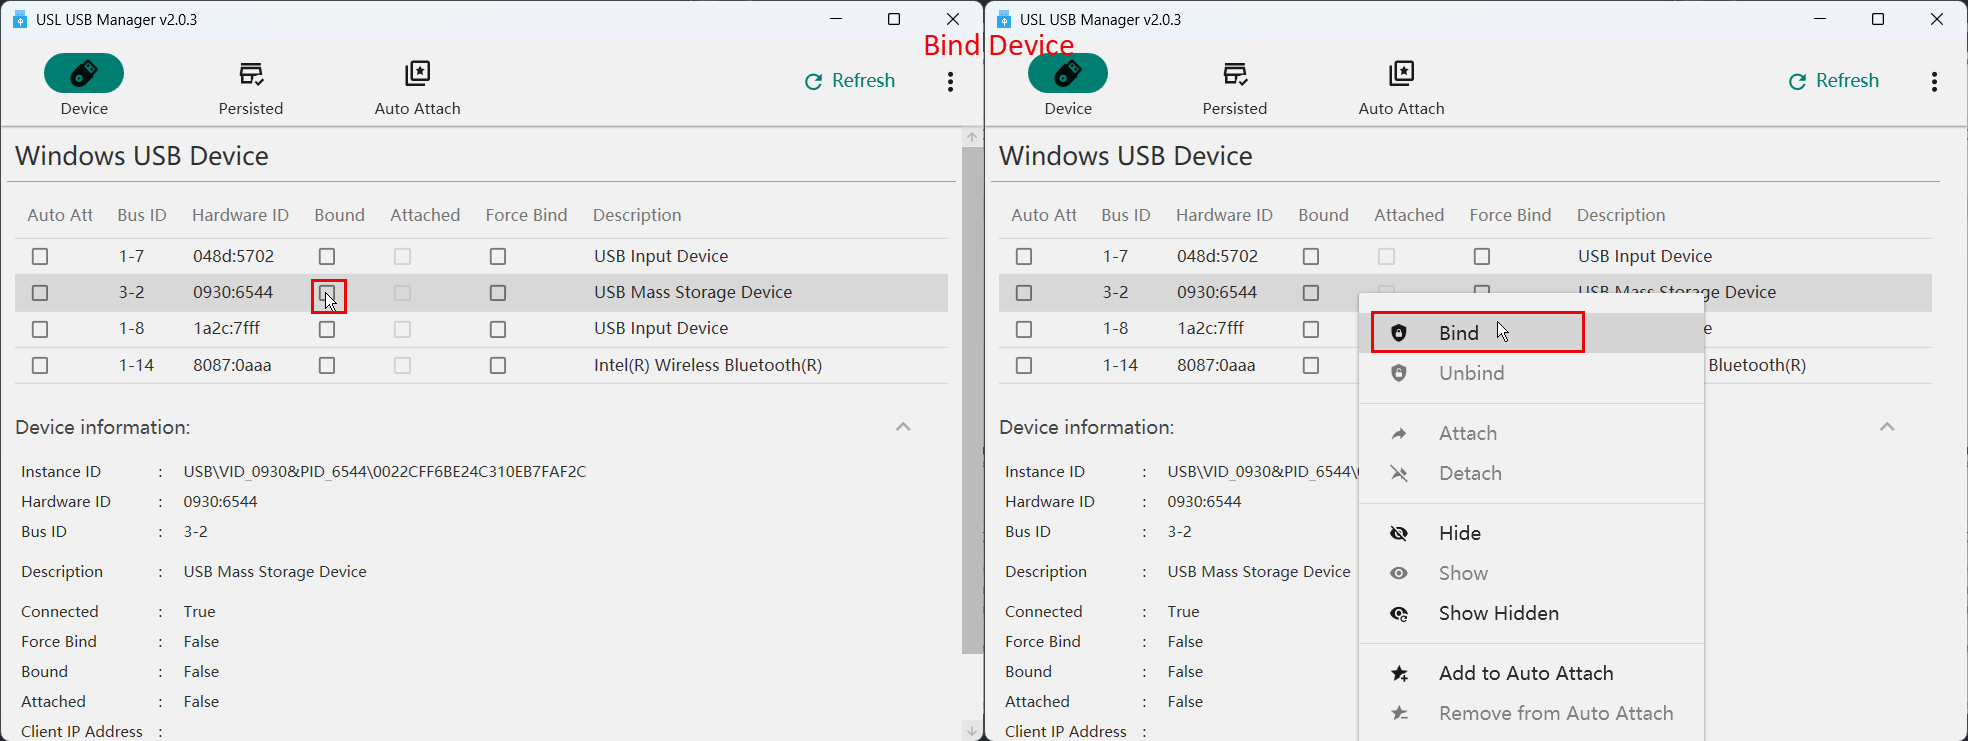 USL USB Manager v2.0.3
Device
Persisted
Auto Attach
Refresh
Windows USB Device
Auto Att Bus ID Hardware ID Bound Attached Force Bind Description
1-7 048d:5702 USB Input Device
3-2 0930:6544 USB Mass Storage Device
1-8 1a2c:7fff USB Input Device
1-14 8087:0aaa Intel(R) Wireless Bluetooth(R)
Device information:
Instance ID : USB\VID_0930&PID_6544\0022CFF6BE24C310EB7FAF2C
Hardware ID : 0930:6544
Bus ID : 3-2
Description : USB Mass Storage Device
Connected : True
Force Bind : False
Bound : False
Attached : False
Client IP Address :
Bind Device
USL USB Manager v2.0.3
Device
Persisted
Auto Attach
Refresh
Windows USB Device
Auto Att Bus ID Hardware ID Bound Attached Force Bind Description
1-7 048d:5702 USB Input Device
3-2 0930:6544 USB Mass Storage Device
1-8 1a2c:7fff e
1-14 8087:0aaa Bluetooth(R)
Device information:
Instance ID : USB\VID_0930&PID_6544\
Hardware ID : 0930:6544
Bus ID : 3-2
Description : USB Mass Storage Device
Connected : True
Force Bind : False
Bound : False
Attached : False
Client IP Address :
Bind
Unbind
Attach
Detach
Hide
Show
Show Hidden
Add to Auto Attach
Remove from Auto Attach